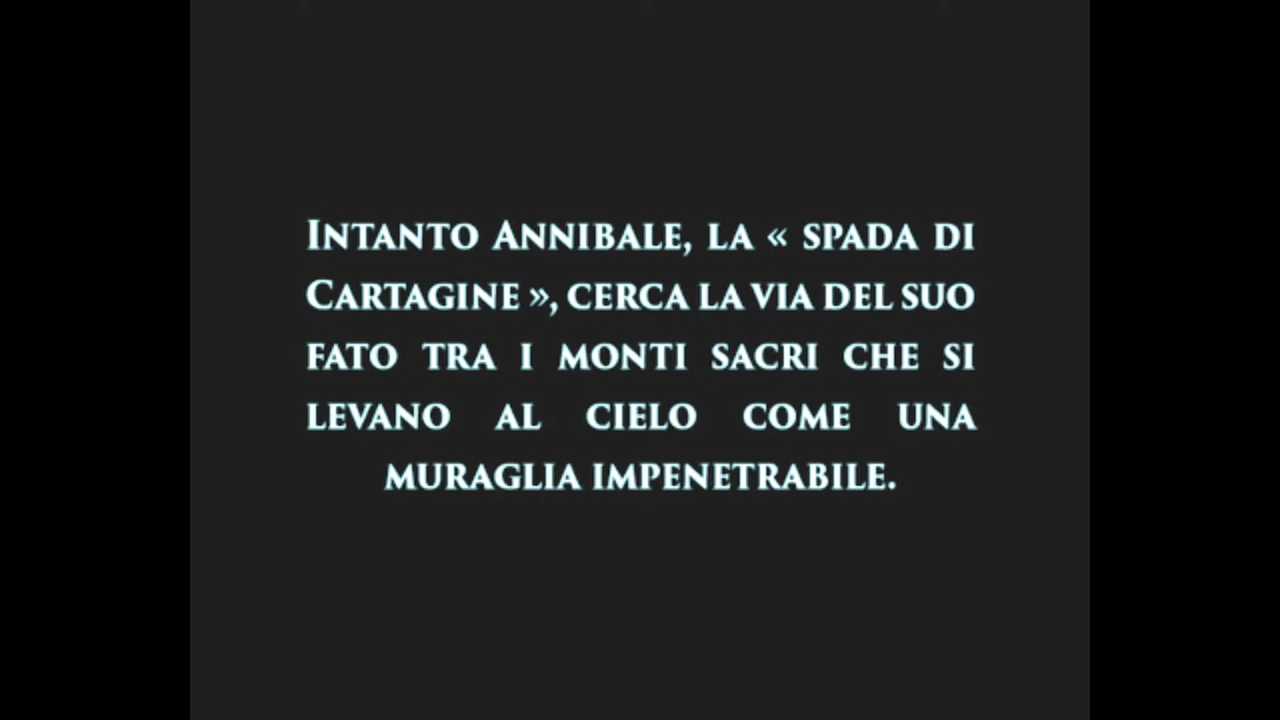 Intanto Annibale, la « spada di
Cartagine », cerca la via del suo
fato tra i monti sacri che si
levano al cielo come una
muraglia impenetrabile.